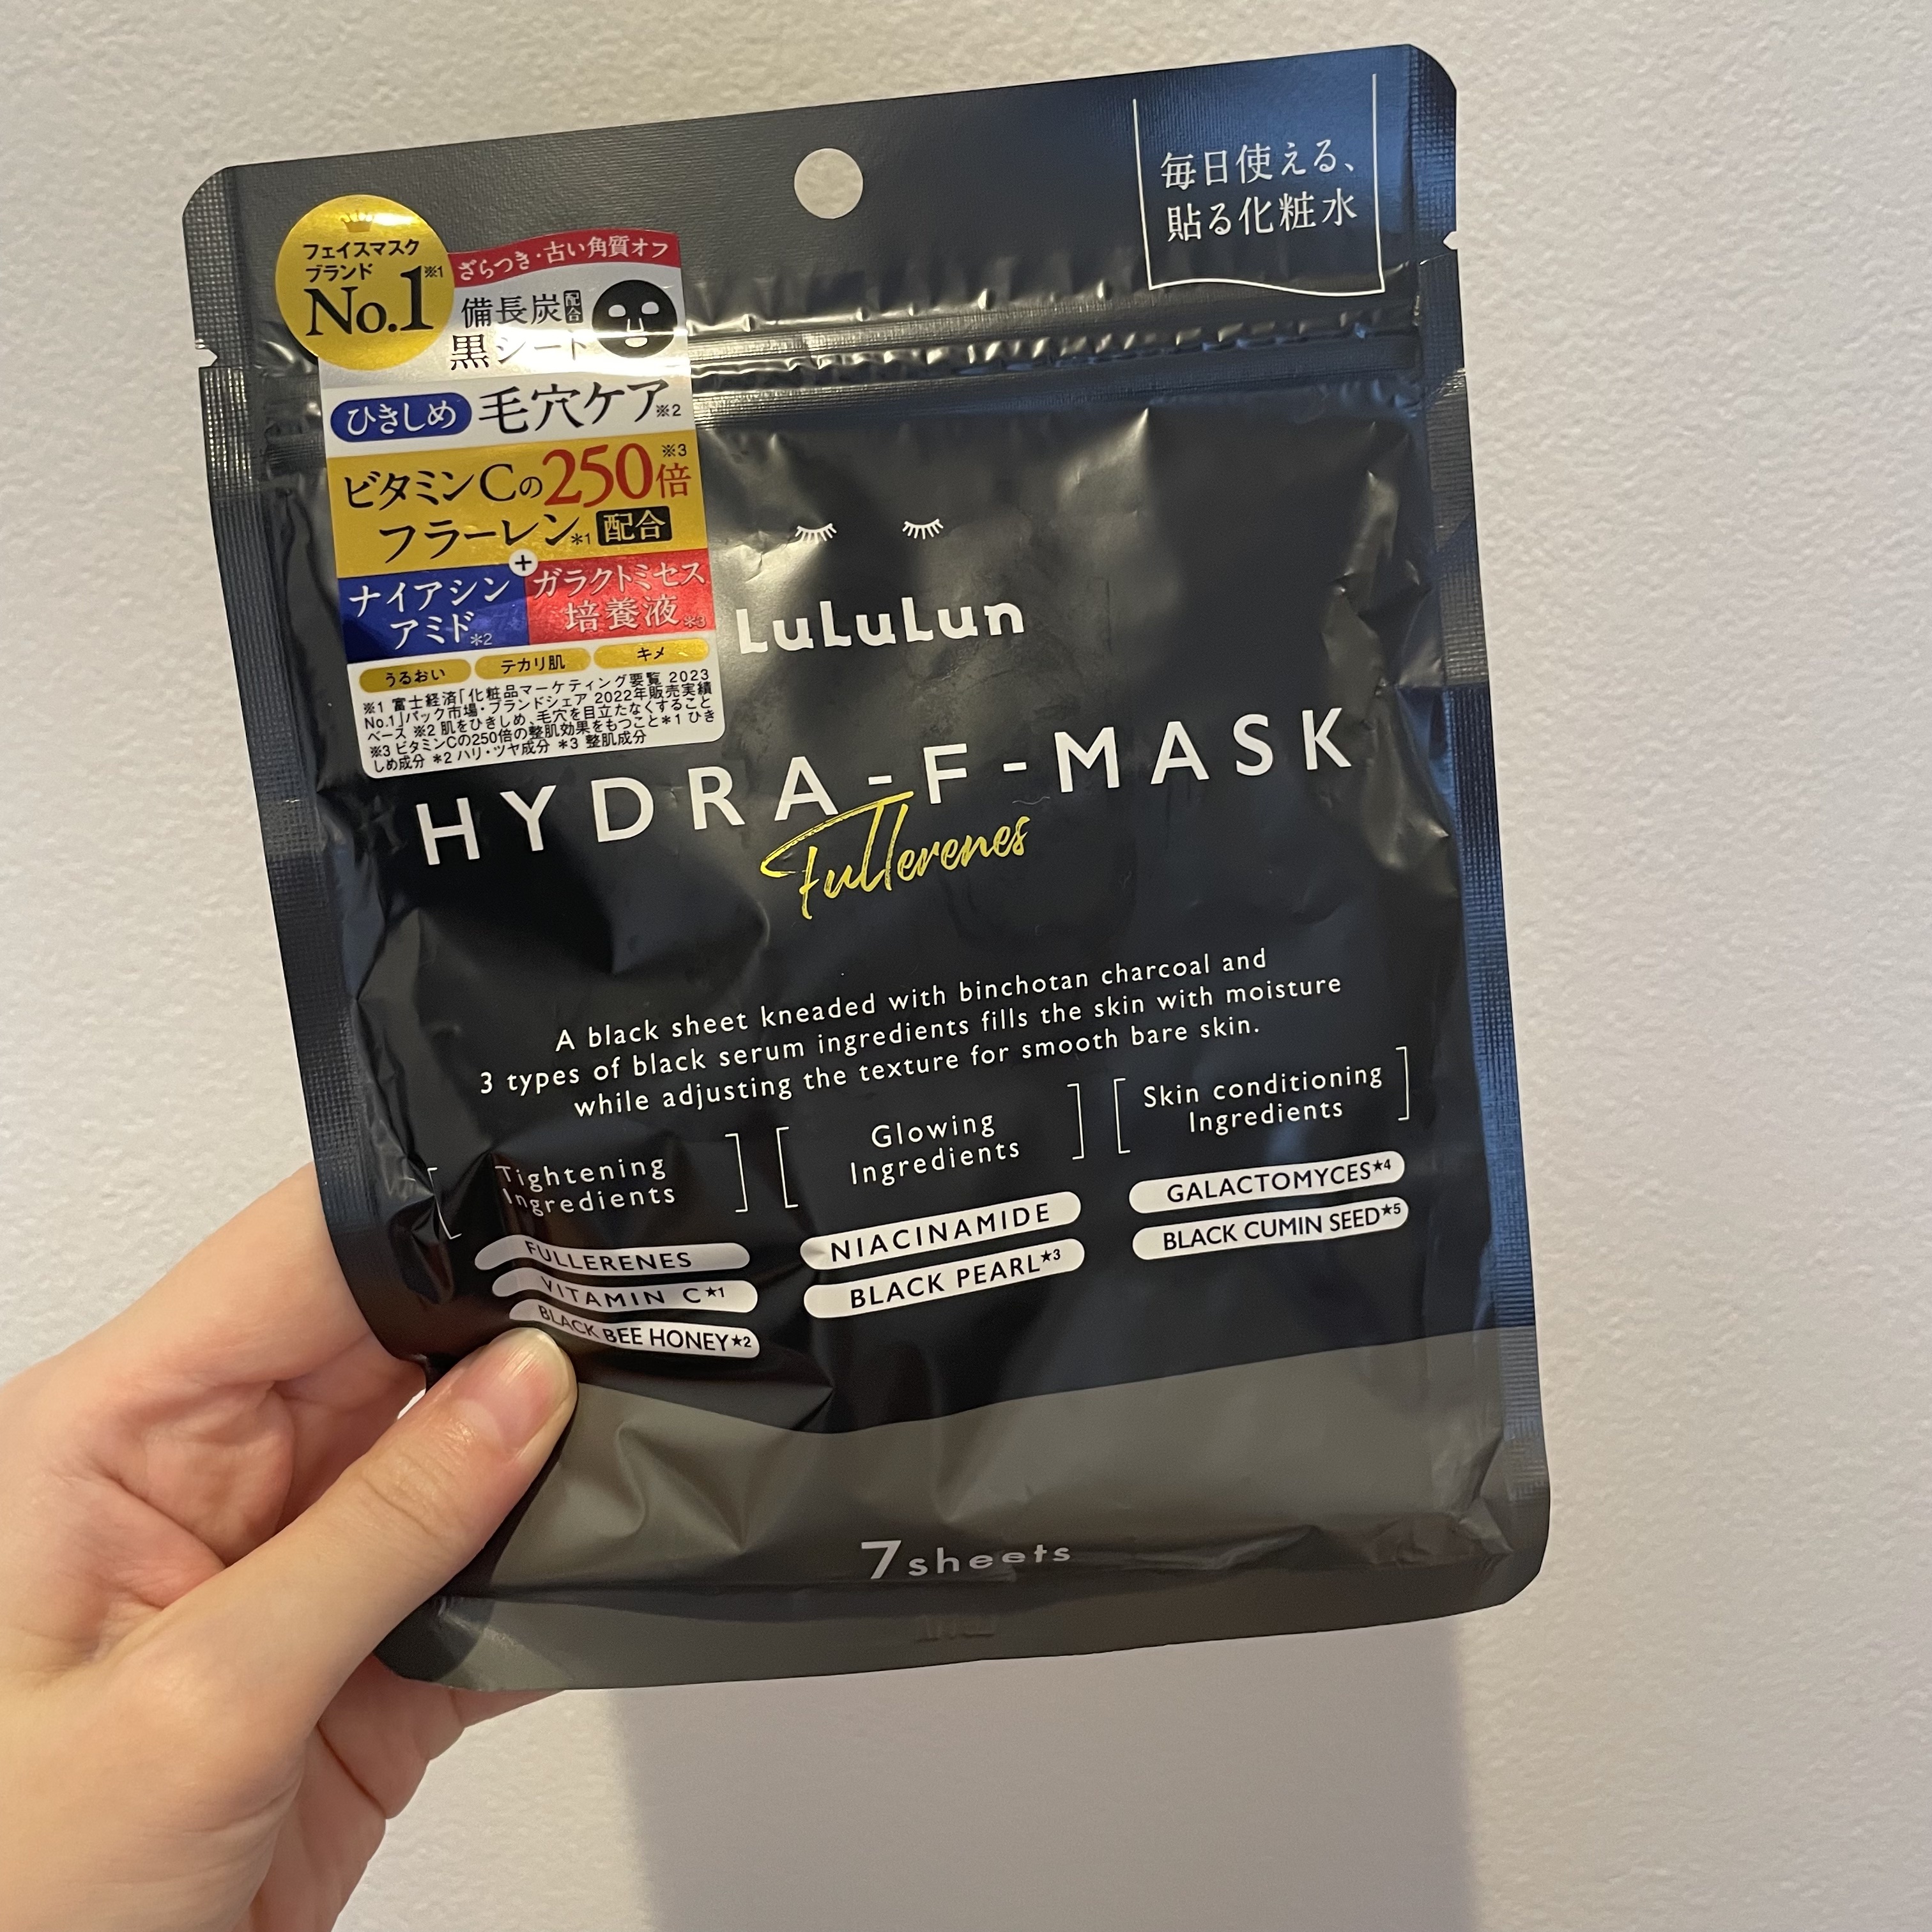 毎日使える、
貼る化粧水
フェイスマスク
ブランド
No.1※1
ざらつき・古い角質オフ
備長炭配合
黒シート
ひきしめ 毛穴ケア※2
ビタミンCの250倍※3
フラーレン*1 配合
+
ナイアシン
アミド*2
ガラクトミセス
培養液*3
うるおい テカリ肌 キメ
※1 富士経済「化粧品マーケティング要覧 2023
No.1」パック市場・ブランドシェア 2022年販売実績
ベース ※2 肌をひきしめ、毛穴を目立たなくすること
※3 ビタミンCの250倍の整肌効果をもつこと*1 ひき
しめ成分 *2 ハリ・ツヤ成分 *3 整肌成分
LuLuLun
HYDRA-F-MASK
Fullerenes
A black sheet kneaded with binchotan charcoal and
3 types of black serum ingredients fills the skin with moisture
while adjusting the texture for smooth bare skin.
Tightening
Ingredients
FULLERENES
VITAMIN C★1
BLACK BEE HONEY★2
Glowing
Ingredients
NIACINAMIDE
BLACK PEARL★3
Skin conditioning
Ingredients
GALACTOMYCES★4
BLACK CUMIN SEED★5
7sheets